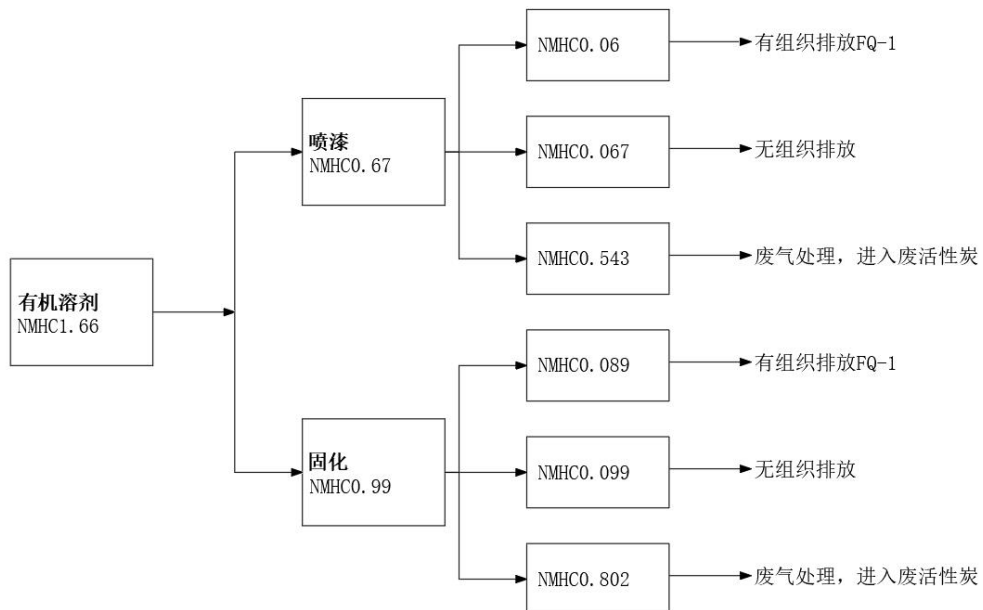 NMHC0.06
有组织排放FQ-1
喷漆
NMHC0.67
NMHC0.067
无组织排放
NMHC0.543
废气处理，进入废活性炭
有机溶剂
NMHC1.66
NMHC0.089
有组织排放FQ-1
固化
NMHC0.99
NMHC0.099
无组织排放
NMHC0.802
废气处理，进入废活性炭